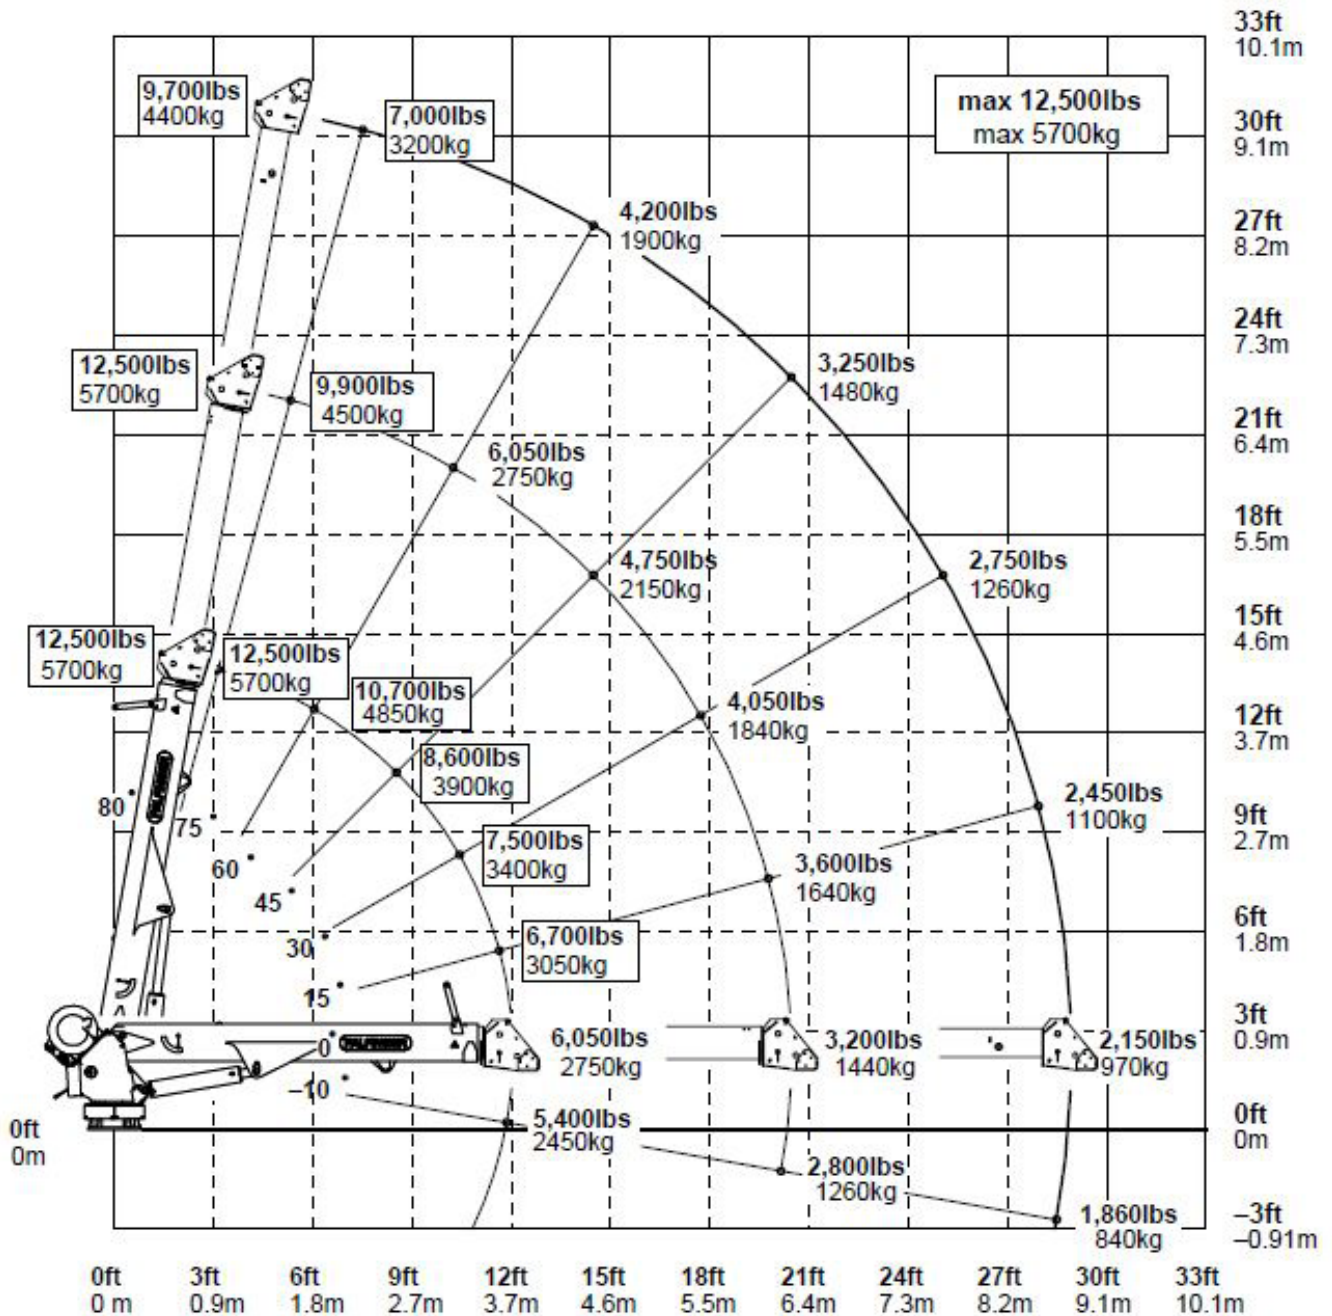 33ft
10.1m
9,700lbs
4400kg
7,000lbs
3200kg
max 12,500lbs
max 5700kg
30ft
9.1m
4,200lbs
1900kg
27ft
8.2m
24ft
7.3m
12,500lbs
5700kg
9,900lbs
4500kg
3,250lbs
1480kg
21ft
6.4m
6,050lbs
2750kg
18ft
5.5m
4,750lbs
2150kg
2,750lbs
1260kg
15ft
4.6m
12,500lbs
5700kg
12,500lbs
5700kg
10,700lbs
4850kg
4,050lbs
1840kg
12ft
3.7m
8,600lbs
3900kg
80
75
2,450lbs
1100kg
9ft
2.7m
60
7,500lbs
3400kg
3,600lbs
1640kg
45
30
6,700lbs
3050kg
6ft
1.8m
15
0
6,050lbs
2750kg
3,200lbs
1440kg
2,150lbs
970kg
3ft
0.9m
–10
5,400lbs
2450kg
0ft
0m
0ft
0m
2,800lbs
1260kg
1,860lbs
840kg
–3ft
–0.91m
0ft 3ft 6ft 9ft 12ft 15ft 18ft 21ft 24ft 27ft 30ft 33ft
0 m 0.9m 1.8m 2.7m 3.7m 4.6m 5.5m 6.4m 7.3m 8.2m 9.1m 10.1m